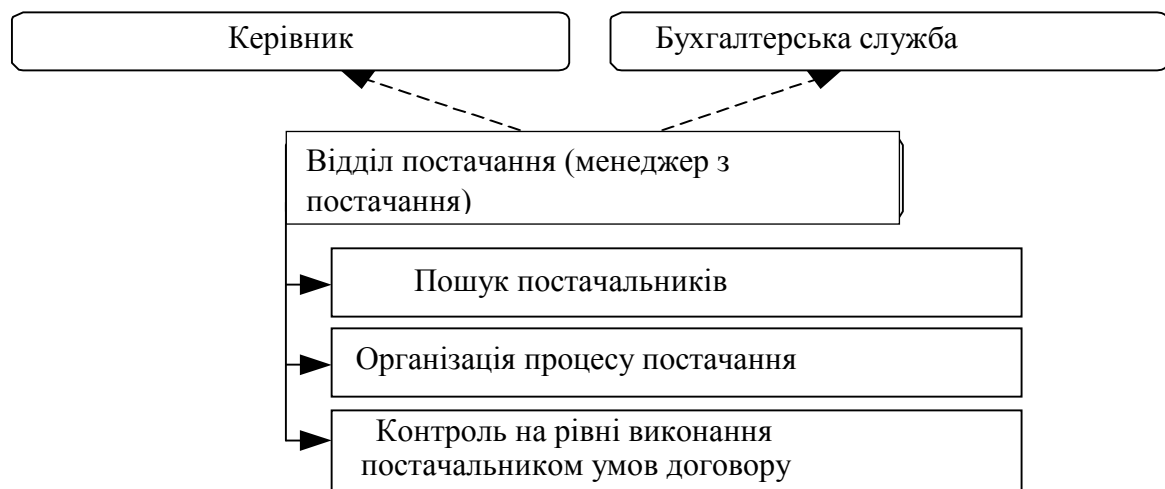 Керівник
Бухгалтерська служба
Відділ постачання (менеджер з
постачання)
Пошук постачальників
Організація процесу постачання
Контроль на рівні виконання
постачальником умов договору